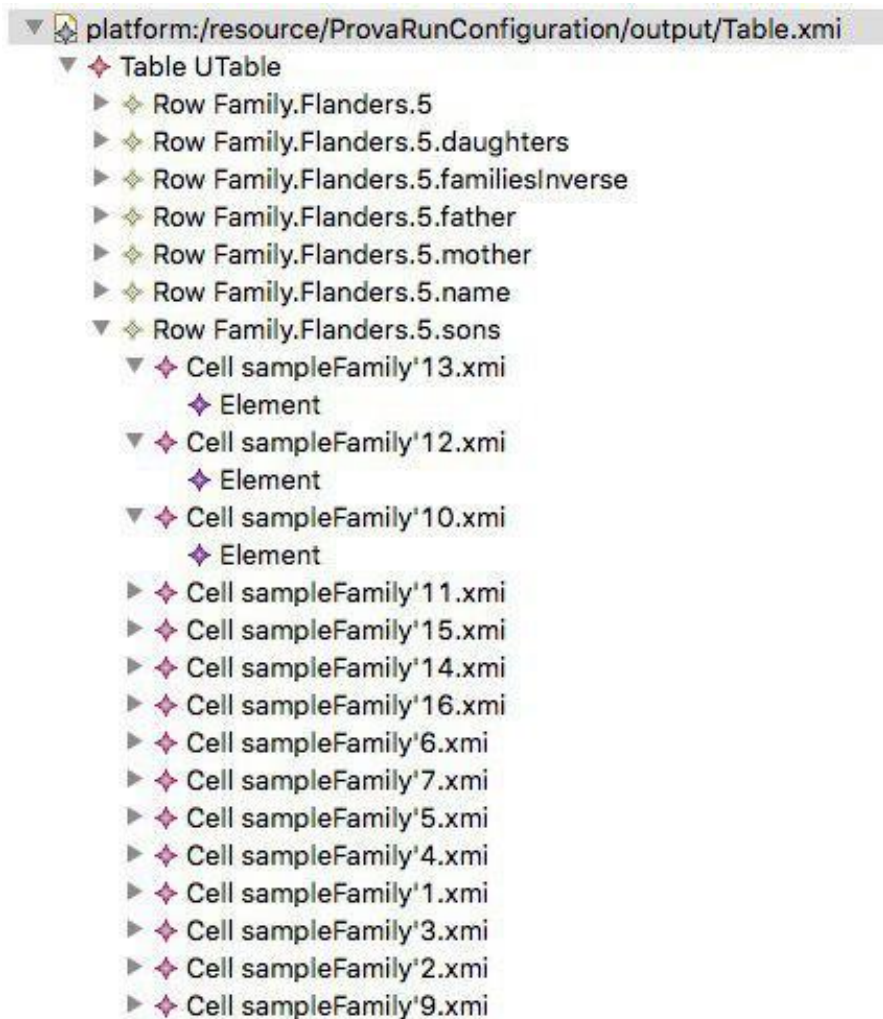 platform:/resource/ProvaRunConfiguration/output/Table.xmi
Table UTable
Row Family.Flanders.5
Row Family.Flanders.5.daughters
Row Family.Flanders.5.familiesInverse
Row Family.Flanders.5.father
Row Family.Flanders.5.mother
Row Family.Flanders.5.name
Row Family.Flanders.5.sons
Cell sampleFamily'13.xmi
Element
Cell sampleFamily'12.xmi
Element
Cell sampleFamily'10.xmi
Element
Cell sampleFamily'11.xmi
Cell sampleFamily'15.xmi
Cell sampleFamily'14.xmi
Cell sampleFamily'16.xmi
Cell sampleFamily'6.xmi
Cell sampleFamily'7.xmi
Cell sampleFamily'5.xmi
Cell sampleFamily'4.xmi
Cell sampleFamily'1.xmi
Cell sampleFamily'3.xmi
Cell sampleFamily'2.xmi
Cell sampleFamily'9.xmi